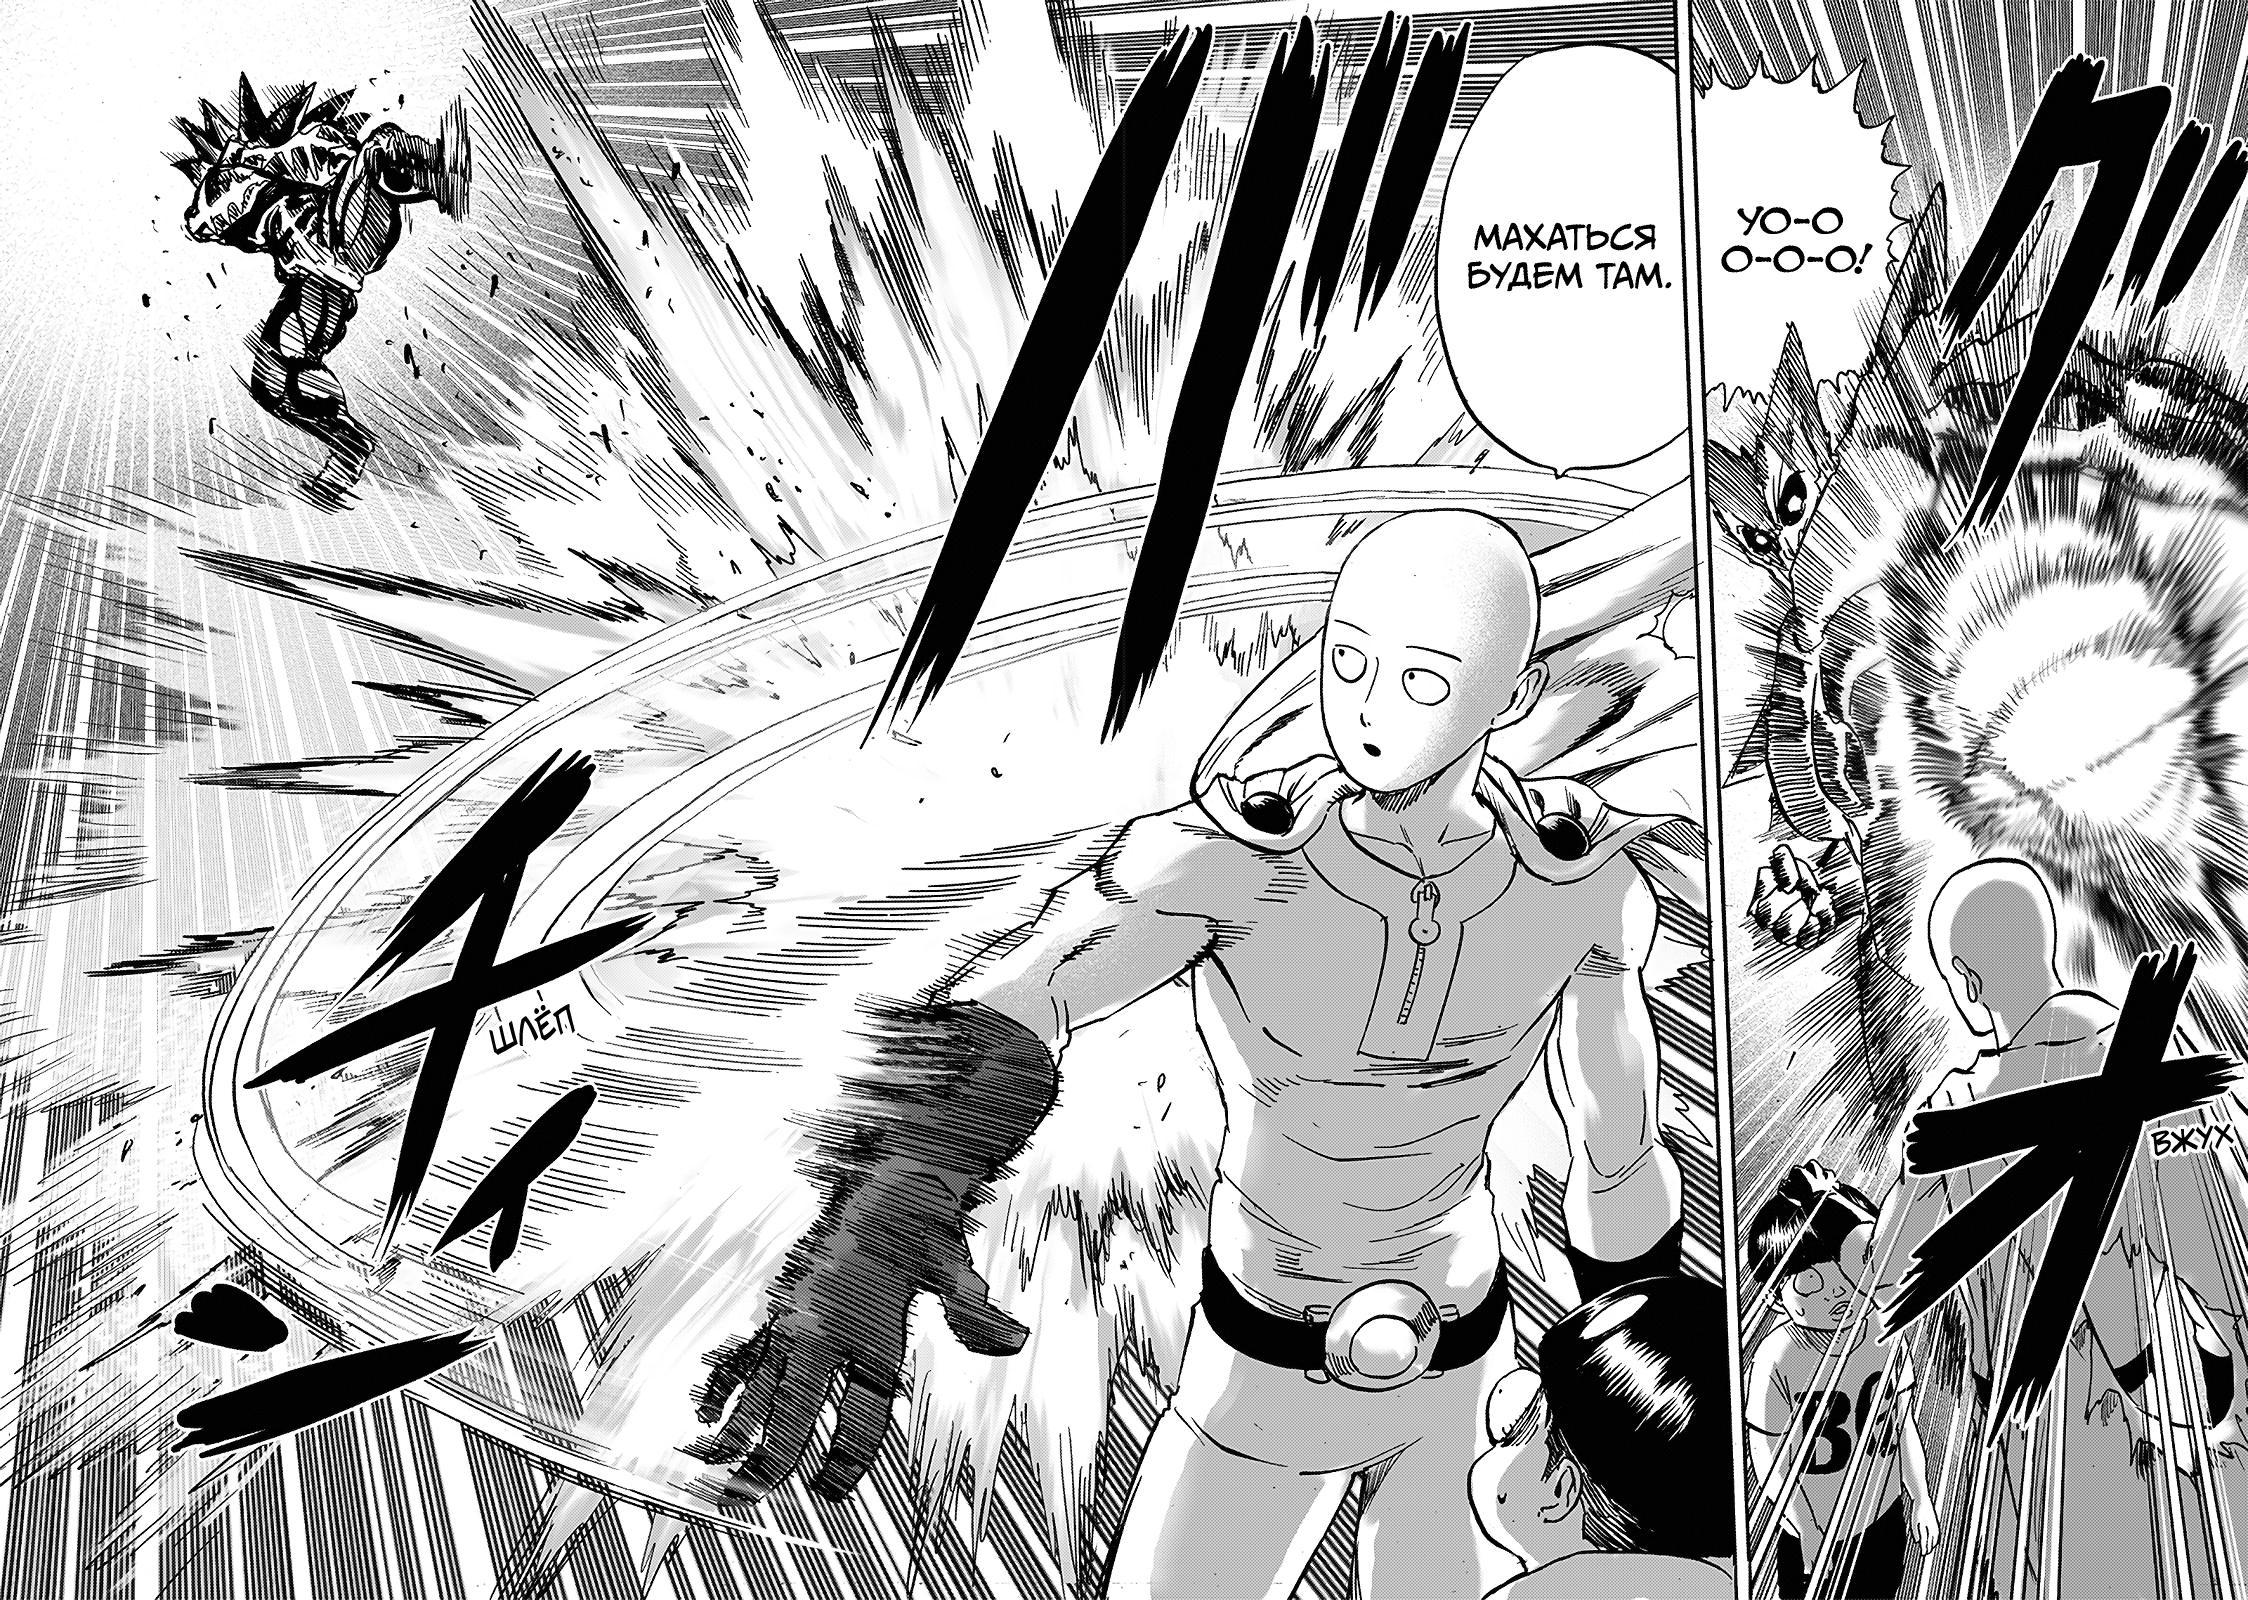 УО-О
О-О-О!
ВЖУХ
МАХАТЬСЯ
БУДЕМ ТАМ.
ШЛЁП